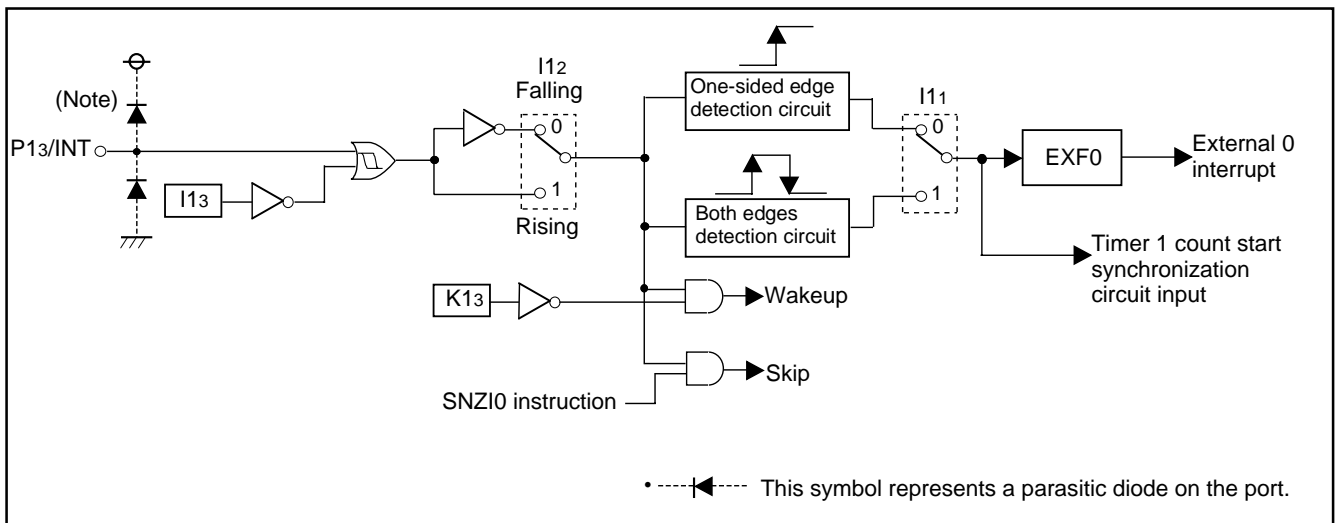 (Note)
P13/INT
I13
I12
Falling
0
1
Rising
One-sided edge
detection circuit
Both edges
detection circuit
I11
0
1
EXF0
External 0
interrupt
Timer 1 count start
synchronization
circuit input
K13
Wakeup
Skip
SNZI0 instruction
• This symbol represents a parasitic diode on the port.